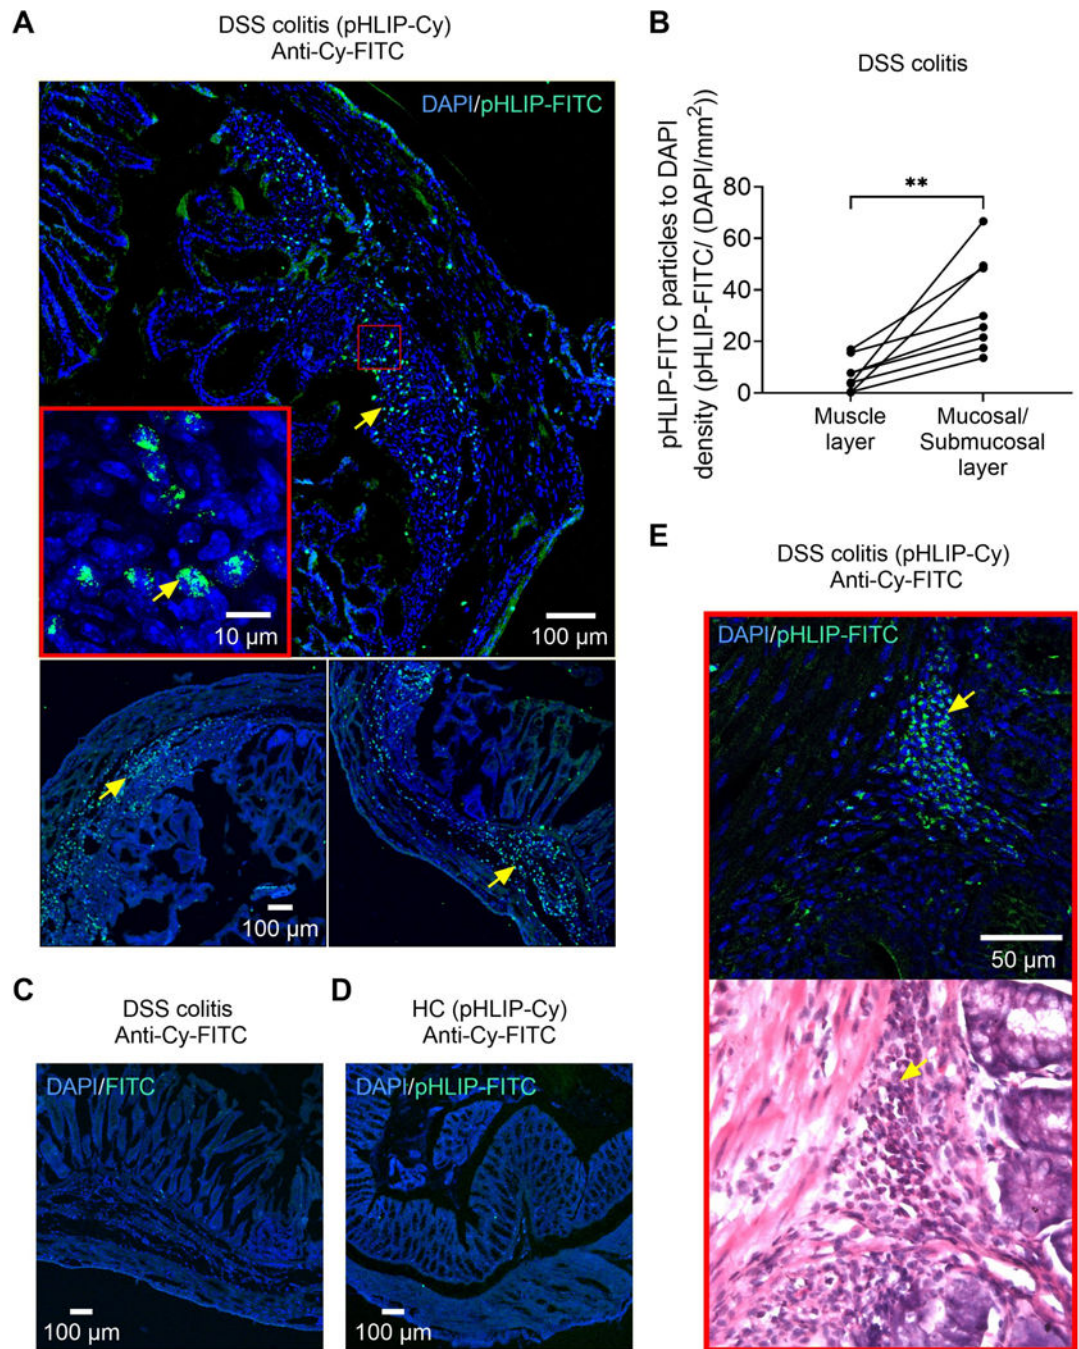 A
DSS colitis (pHLIP-Cy)
Anti-Cy-FITC
DAPI/pHLIP-FITC
10 µm
100 µm
100 µm
B
DSS colitis
pHLIP-FITC particles to DAPI
density (pHLIP-FITC/ (DAPI/mm²))
80
60
40
20
0
**
Muscle
layer
Mucosal/
Submucosal
layer
C
DSS colitis
Anti-Cy-FITC
DAPI/FITC
100 µm
D
HC (pHLIP-Cy)
Anti-Cy-FITC
DAPI/pHLIP-FITC
100 µm
E
DSS colitis (pHLIP-Cy)
Anti-Cy-FITC
DAPI/pHLIP-FITC
50 µm